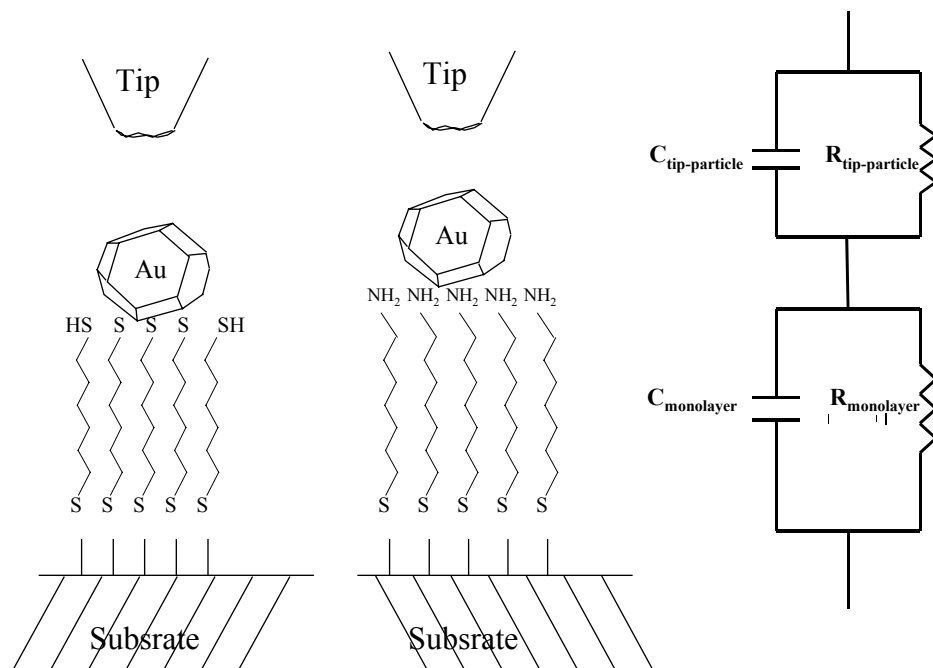 Tip
Au
HS S S S SH
S S S S S
Subsrate
Tip
Au
NH2 NH2 NH2 NH2 NH2
S S S S S
Subsrate
Ctip-particle
Rtip-particle
Cmonolayer
Rmonolayer